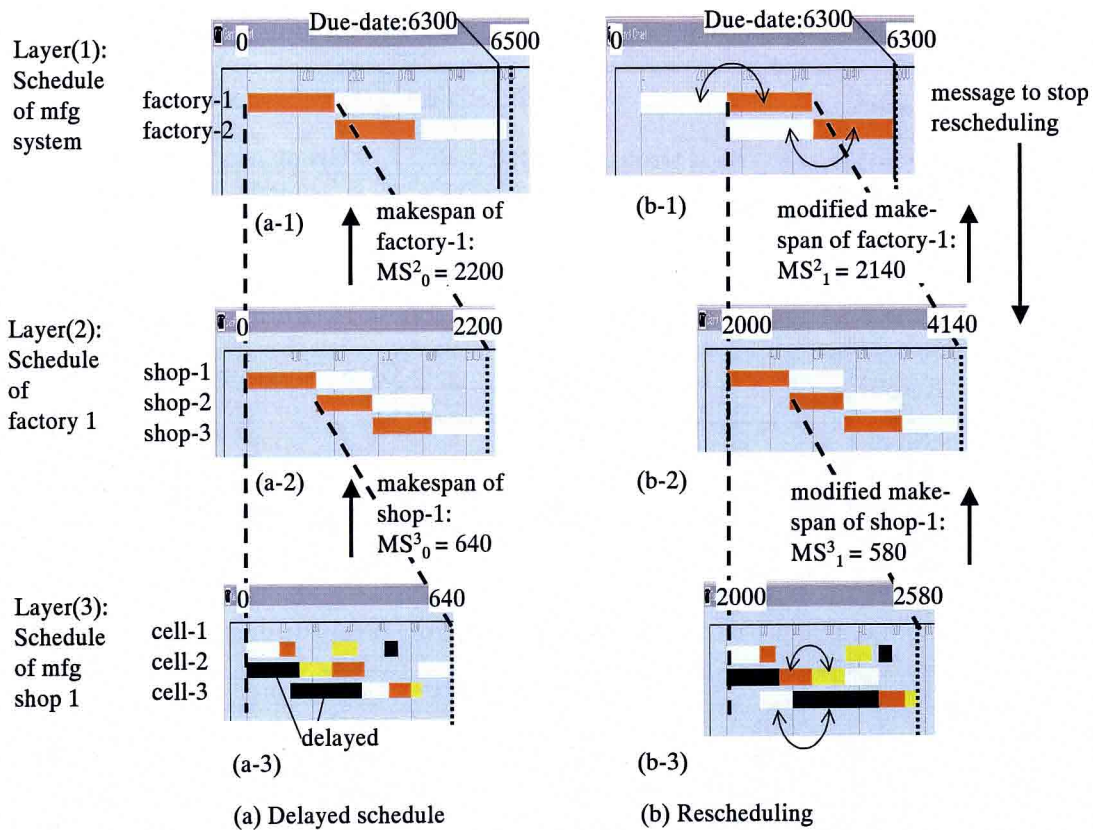 Due-date:6300
0
6500
Layer(1):
Schedule
of mfg
system
factory-1
factory-2
(a-1)
makespan of
factory-1:
MS²₀ = 2200
Due-date:6300
0
6300
message to stop
rescheduling
(b-1)
modified make-
span of factory-1:
MS²₁ = 2140
Layer(2):
Schedule
of
factory 1
0
2200
shop-1
shop-2
shop-3
(a-2)
makespan of
shop-1:
MS³₀ = 640
2000
4140
(b-2)
modified make-
span of shop-1:
MS³₁ = 580
Layer(3):
Schedule
of mfg
shop 1
0
640
cell-1
cell-2
cell-3
delayed
(a-3)
2000
2580
(b-3)
(a) Delayed schedule
(b) Rescheduling